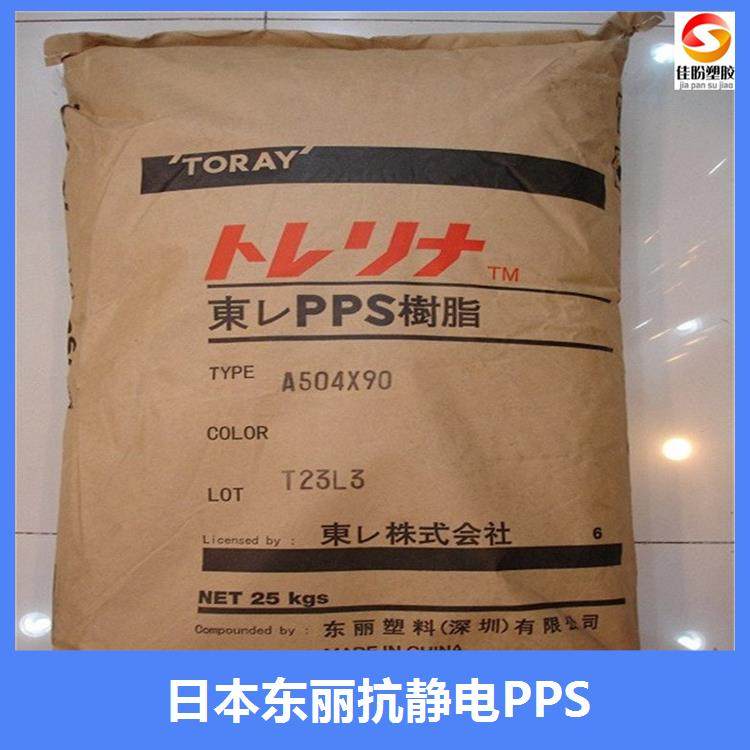 佳盼塑胶
jia pan su jiao
TORAY
トレリナ TM
東レPPS樹脂
TYPE A504X90
COLOR
LOT T23L3
Licensed by : 東レ株式会社 6
NET 25 kgs
Compounded by : 东丽塑料(深圳)有限公司
MADE IN CHINA
日本东丽抗静电PPS